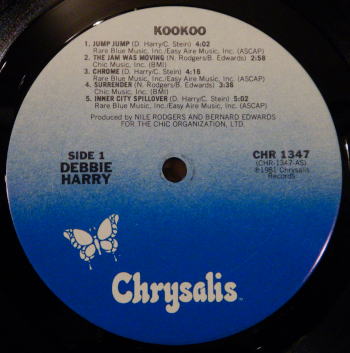 KOOKOO
1. JUMP JUMP (D. Harry/C. Stein) 4:02
Rare Blue Music, Inc./Easy Aire Music, Inc. (ASCAP)
2. THE JAM WAS MOVING (N. Rodgers/B. Edwards) 2:58
Chic Music, Inc. (BMI)
3. CHROME (D. Harry/C. Stein) 4:16
Rare Blue Music, Inc./Easy Aire Music, Inc. (ASCAP)
4. SURRENDER (N. Rodgers/B. Edwards) 3:36
Chic Music, Inc. (BMI)
5. INNER CITY SPILLOVER (D. Harry/C. Stein) 5:02
Rare Blue Music, Inc./Easy Aire Music, Inc. (ASCAP)
Produced by NILE RODGERS AND BERNARD EDWARDS
FOR THE CHIC ORGANIZATION, LTD.
SIDE 1
DEBBIE
HARRY
CHR 1347
(CHR-1347-AS)
℗1981 Chrysalis
Records
Chrysalis™